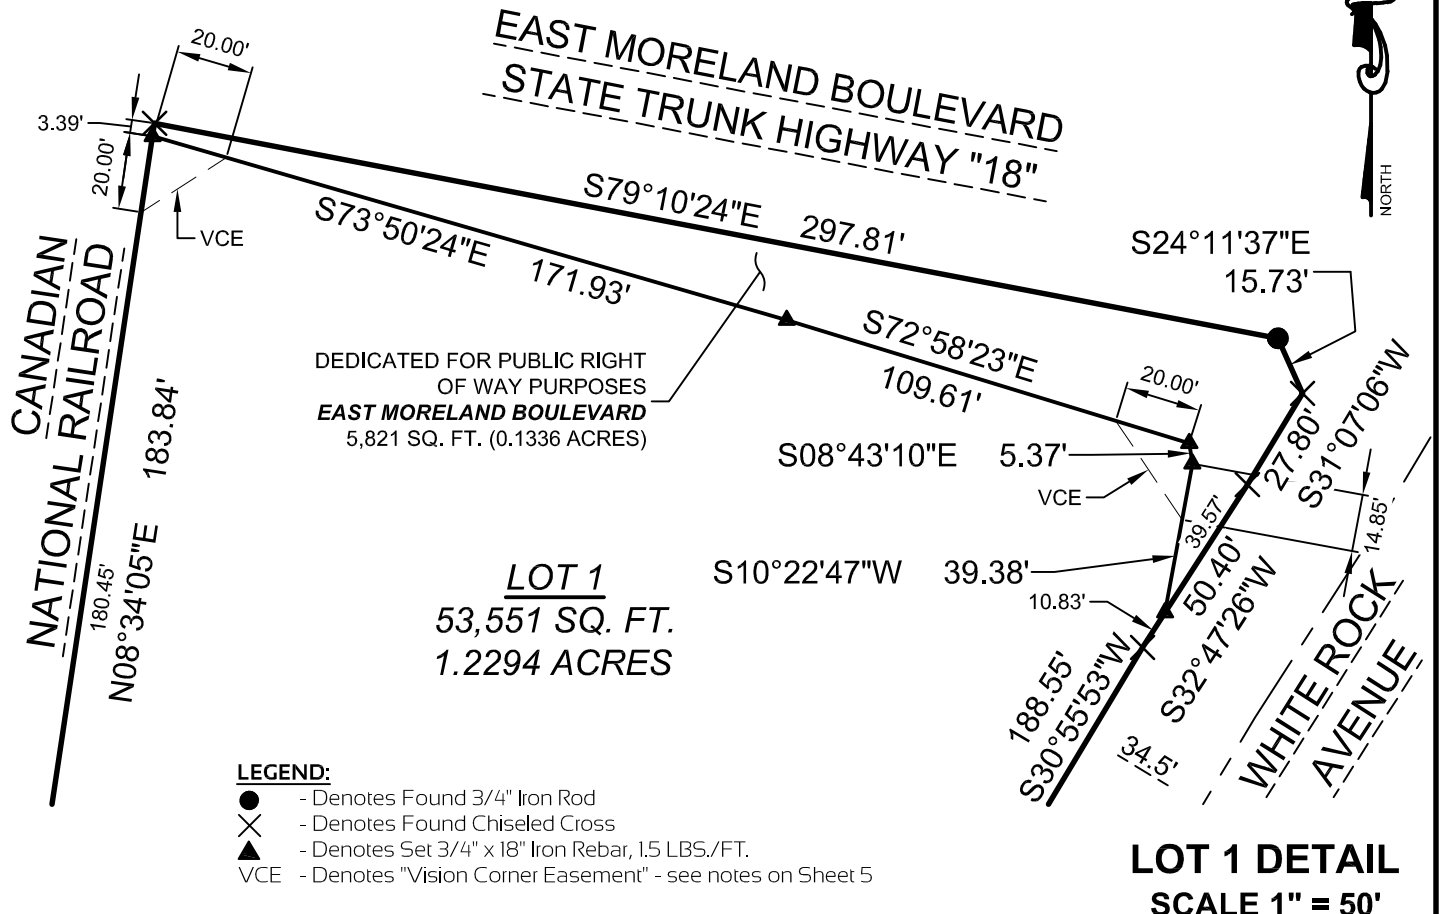 20.00'
EAST MORELAND BOULEVARD
STATE TRUNK HIGHWAY "18"
3.39'
20.00'
VCE
NORTH
S79°10'24"E 297.81'
S73°50'24"E 171.93'
S24°11'37"E
15.73'
CANADIAN
NATIONAL RAILROAD
DEDICATED FOR PUBLIC RIGHT
OF WAY PURPOSES
EAST MORELAND BOULEVARD
5,821 SQ. FT. (0.1336 ACRES)
S72°58'23"E
109.61'
20.00'
S08°43'10"E 5.37'
VCE
27.80'
S31°07'06"W
14.85'
39.57'
50.40'
S32°47'26"W
S10°22'47"W 39.38'
10.83'
N08°34'05"E 183.84'
180.45'
LOT 1
53,551 SQ. FT.
1.2294 ACRES
188.55'
S30°55'53"W
34.5'
WHITE ROCK
AVENUE
LEGEND:
- Denotes Found 3/4" Iron Rod
- Denotes Found Chiseled Cross
- Denotes Set 3/4" x 18" Iron Rebar, 1.5 LBS./FT.
VCE - Denotes "Vision Corner Easement" - see notes on Sheet 5
LOT 1 DETAIL
SCALE 1" = 50'